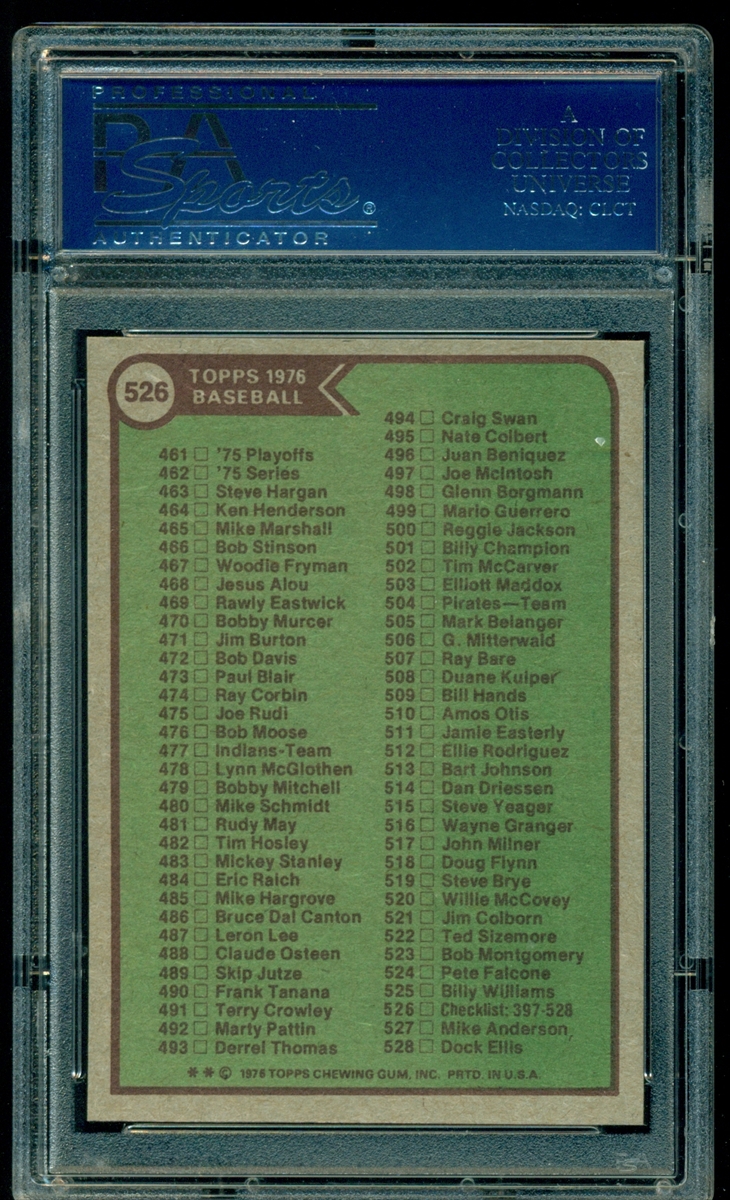 PROFESSIONAL
PSA
Sports®
AUTHENTICATOR
A
DIVISION OF
COLLECTORS
UNIVERSE
NASDAQ: CLCT
526
TOPPS 1976
BASEBALL
461 □ '75 Playoffs
462 □ '75 Series
463 □ Steve Hargan
464 □ Ken Henderson
465 □ Mike Marshall
466 □ Bob Stinson
467 □ Woodie Fryman
468 □ Jesus Alou
469 □ Rawly Eastwick
470 □ Bobby Murcer
471 □ Jim Burton
472 □ Bob Davis
473 □ Paul Blair
474 □ Ray Corbin
475 □ Joe Rudi
476 □ Bob Moose
477 □ Indians-Team
478 □ Lynn McGlothen
479 □ Bobby Mitchell
480 □ Mike Schmidt
481 □ Rudy May
482 □ Tim Hosley
483 □ Mickey Stanley
484 □ Eric Raich
485 □ Mike Hargrove
486 □ Bruce Dal Canton
487 □ Leron Lee
488 □ Claude Osteen
489 □ Skip Jutze
490 □ Frank Tanana
491 □ Terry Crowley
492 □ Marty Pattin
493 □ Derrel Thomas
494 □ Craig Swan
495 □ Nate Colbert
496 □ Juan Beniquez
497 □ Joe McIntosh
498 □ Glenn Borgmann
499 □ Mario Guerrero
500 □ Reggie Jackson
501 □ Billy Champion
502 □ Tim McCarver
503 □ Elliott Maddox
504 □ Pirates—Team
505 □ Mark Belanger
506 □ G. Mitterwald
507 □ Ray Bare
508 □ Duane Kuiper
509 □ Bill Hands
510 □ Amos Otis
511 □ Jamie Easterly
512 □ Ellie Rodriguez
513 □ Bart Johnson
514 □ Dan Driessen
515 □ Steve Yeager
516 □ Wayne Granger
517 □ John Milner
518 □ Doug Flynn
519 □ Steve Brye
520 □ Willie McCovey
521 □ Jim Colborn
522 □ Ted Sizemore
523 □ Bob Montgomery
524 □ Pete Falcone
525 □ Billy Williams
526 □ Checklist: 397-528
527 □ Mike Anderson
528 □ Dock Ellis
** © 1976 TOPPS CHEWING GUM, INC. PRTD. IN U.S.A.